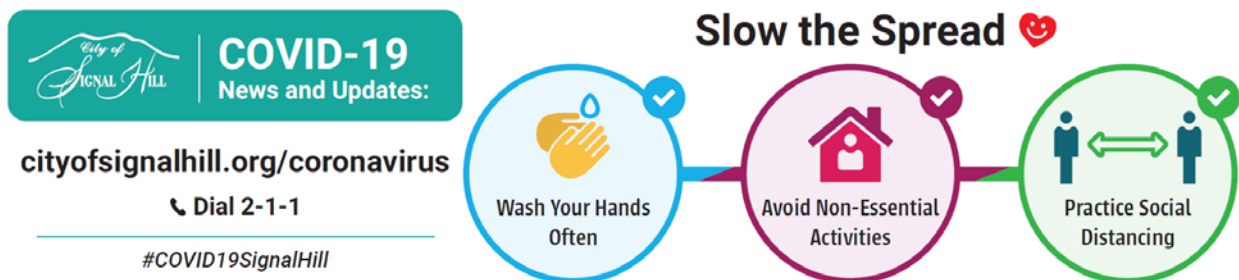 City of
Signal Hill
COVID-19
News and Updates:
cityofsignalhill.org/coronavirus
Dial 2-1-1
#COVID19SignalHill
Slow the Spread
Wash Your Hands
Often
Avoid Non-Essential
Activities
Practice Social
Distancing